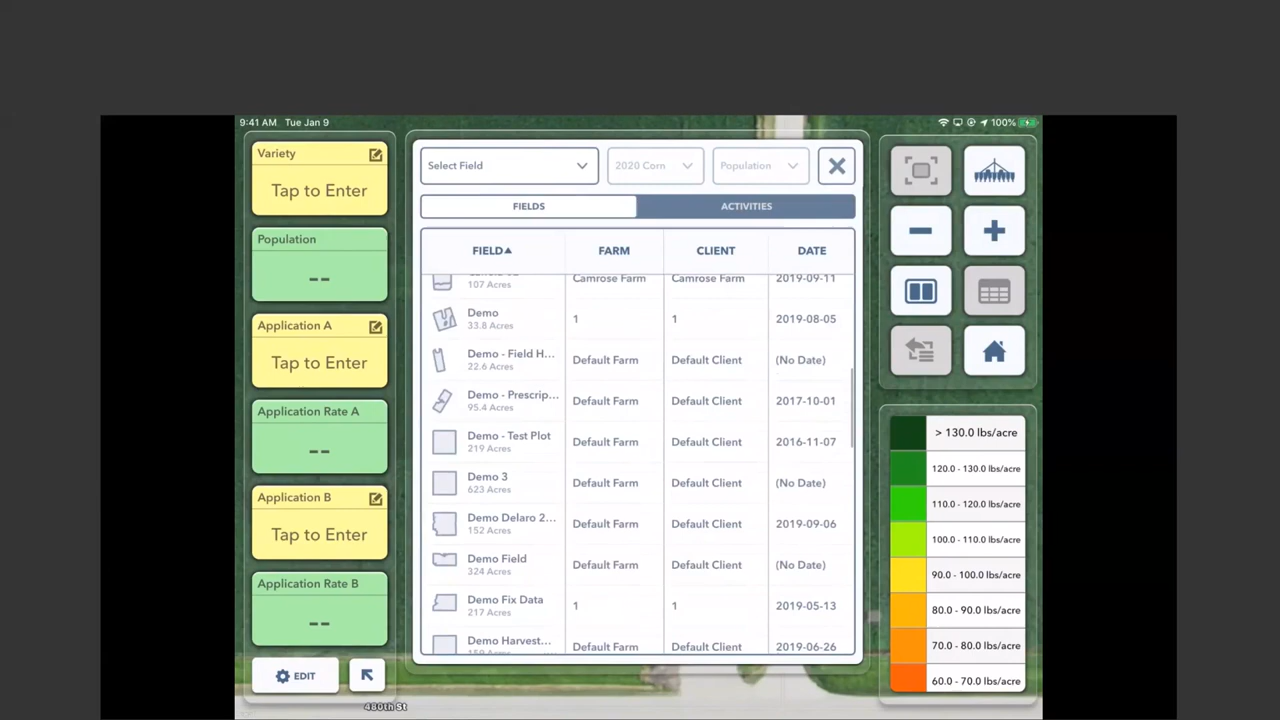 9:41 AM Tue Jan 9
100%
Variety
Tap to Enter
Population
--
Application A
Tap to Enter
Application Rate A
--
Application B
Tap to Enter
Application Rate B
--
EDIT
480th St
Select Field
2020 Corn
Population
FIELDS
ACTIVITIES
FIELD FARM CLIENT DATE
107 Acres Camrose Farm Camrose Farm 2019-09-11
Demo
33.8 Acres
1 1 2019-08-05
Demo - Field H...
22.6 Acres
Default Farm Default Client (No Date)
Demo - Prescrip...
95.4 Acres
Default Farm Default Client 2017-10-01
Demo - Test Plot
219 Acres
Default Farm Default Client 2016-11-07
Demo 3
623 Acres
Default Farm Default Client (No Date)
Demo Delaro 2...
152 Acres
Default Farm Default Client 2019-09-06
Demo Field
324 Acres
Default Farm Default Client (No Date)
Demo Fix Data
217 Acres
1 1 2019-05-13
Demo Harvest...
159 Acres
Default Farm Default Client 2019-06-26
> 130.0 lbs/acre
120.0 - 130.0 lbs/acre
110.0 - 120.0 lbs/acre
100.0 - 110.0 lbs/acre
90.0 - 100.0 lbs/acre
80.0 - 90.0 lbs/acre
70.0 - 80.0 lbs/acre
60.0 - 70.0 lbs/acre